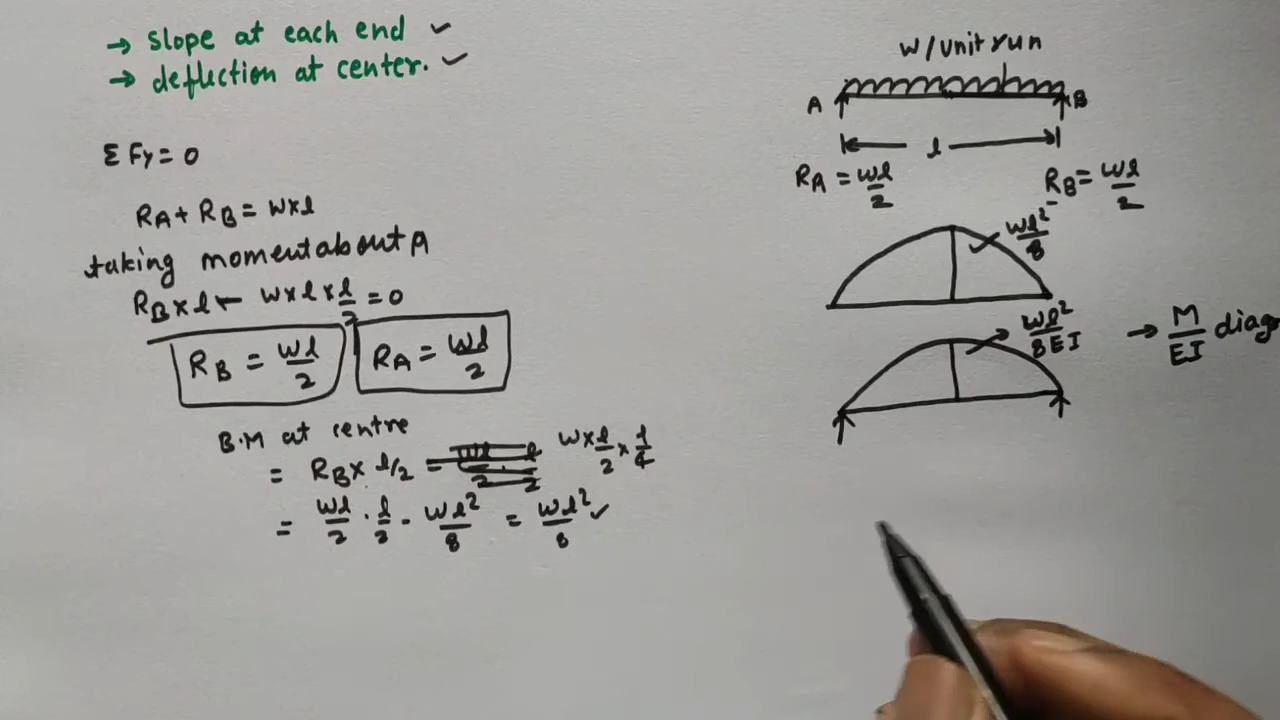 → slope at each end ✓
→ deflection at center. ✓
ΣFy = 0
RA + RB = w×l
taking moment about A
RB × l - w×l×l/2 = 0
RB = wl/2
RA = wl/2
B.M at centre
= RB × l/2 = w×l/2×l/4
= wl/2 . l/2 - wl²/8 = wl²/8 ✓
w/unit run
A
B
l
RA = wl/2
RB = wl/2
wl²/8
wl²/8EI
→ M/EI diag